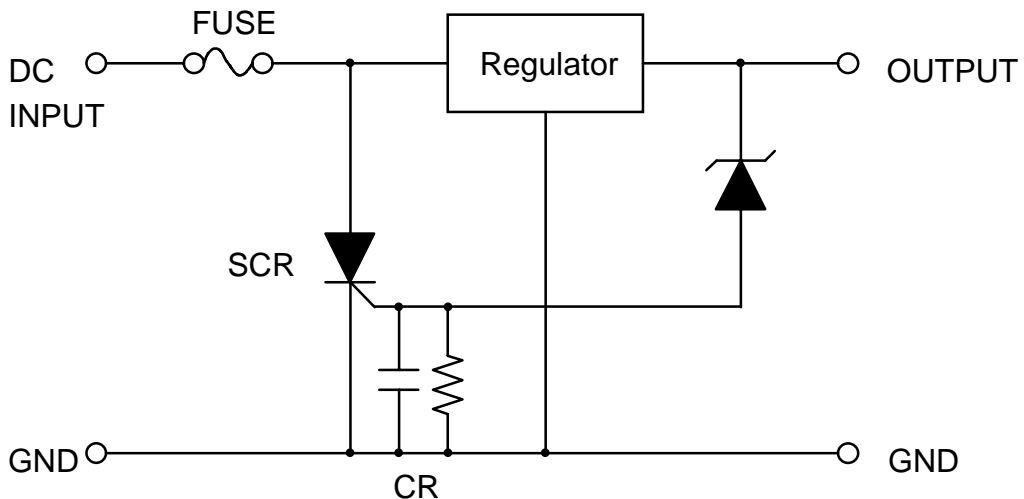 FUSE
DC
INPUT
Regulator
OUTPUT
SCR
GND
CR
GND